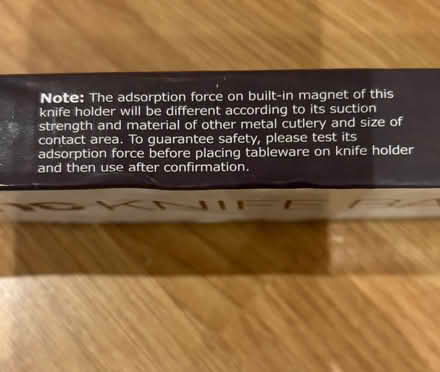 Note: The adsorption force on built-in magnet of this
knife holder will be different according to its suction
strength and material of other metal cutlery and size of
contact area. To guarantee safety, please test its
adsorption force before placing tableware on knife holder
and then use after confirmation.
KNIFE